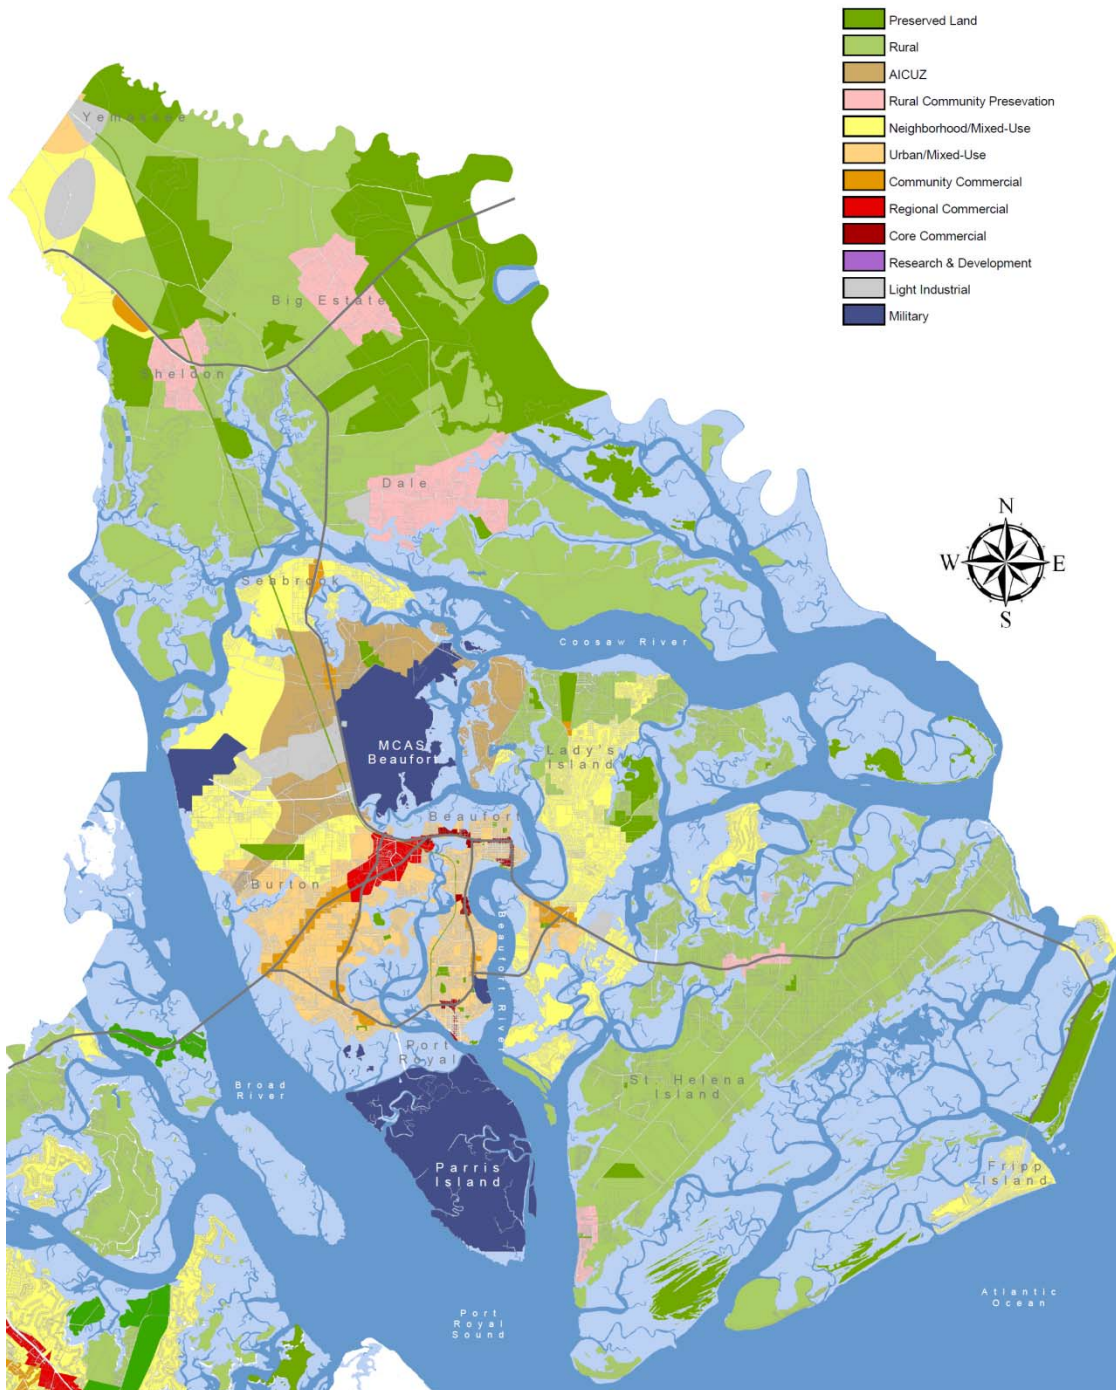 Preserved Land
Rural
AICUZ
Rural Community Presevation
Neighborhood/Mixed-Use
Urban/Mixed-Use
Community Commercial
Regional Commercial
Core Commercial
Research & Development
Light Industrial
Military
Yemassee
Big Estate
Sheldon
Dale
N
W
E
S
Seabrook
Coosaw River
MCAS
Beaufort
Lady's
Island
Beaufort
Burton
Beaufort River
Port
Royal
Broad
River
St. Helena
Island
Parris
Island
Fripp
Island
Atlantic
Ocean
Port
Royal
Sound